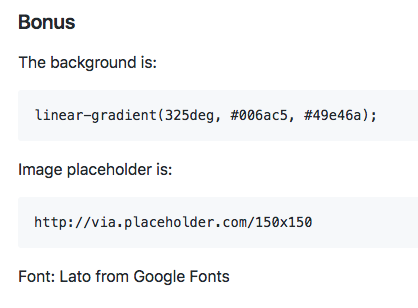 Bonus
The background is:
linear-gradient(325deg, #006ac5, #49e46a);
Image placeholder is:
http://via.placeholder.com/150x150
Font: Lato from Google Fonts